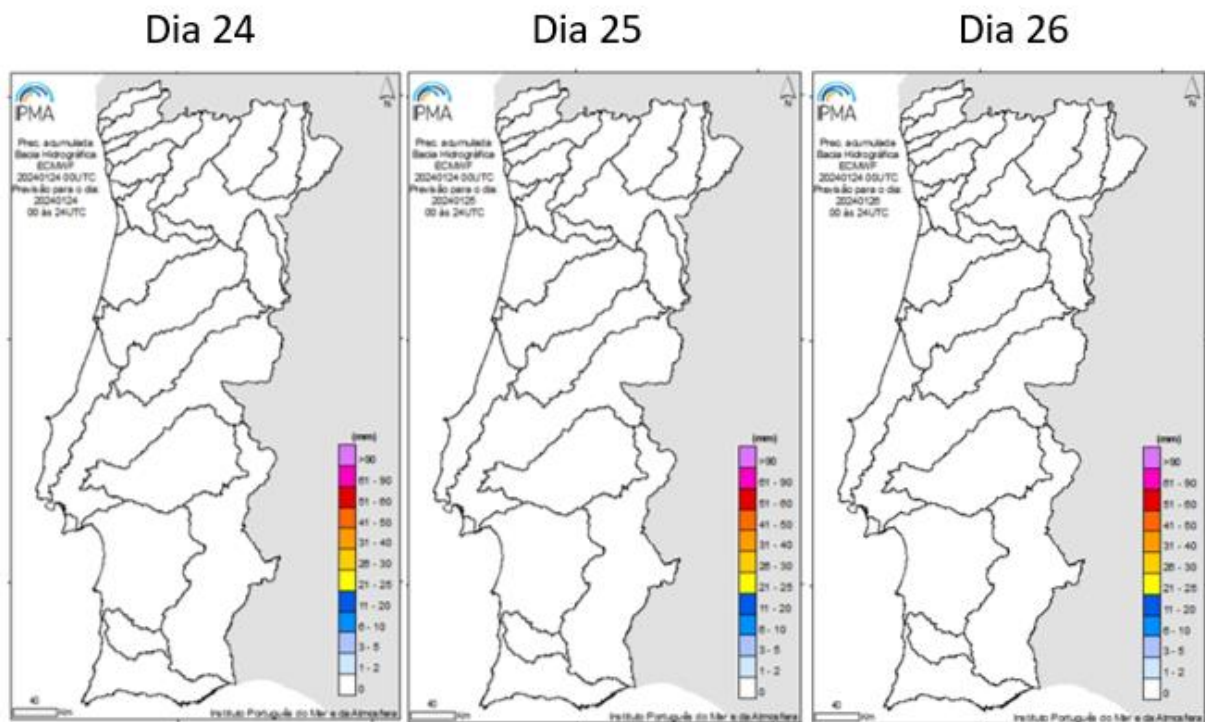 Dia 24
Dia 25
Dia 26
IPMA
Prec. acumulada
Bacia Hidrográfica
ECMWF
20240124 00UTC
Previsão para o dia:
20240124
00 às 24UTC
N
(mm)
>90
61 - 90
51 - 60
41 - 50
31 - 40
26 - 30
21 - 25
11 - 20
6 - 10
3 - 5
1 - 2
0
40
Km
Instituto Português do Mar e da Atmosfera
IPMA
Prec. acumulada
Bacia Hidrográfica
ECMWF
20240124 00UTC
Previsão para o dia:
20240125
00 às 24UTC
N
(mm)
>90
61 - 90
51 - 60
41 - 50
31 - 40
26 - 30
21 - 25
11 - 20
6 - 10
3 - 5
1 - 2
0
40
Km
Instituto Português do Mar e da Atmosfera
IPMA
Prec. acumulada
Bacia Hidrográfica
ECMWF
20240124 00UTC
Previsão para o dia:
20240126
00 às 24UTC
N
(mm)
>90
61 - 90
51 - 60
41 - 50
31 - 40
26 - 30
21 - 25
11 - 20
6 - 10
3 - 5
1 - 2
0
40
Km
Instituto Português do Mar e da Atmosfera